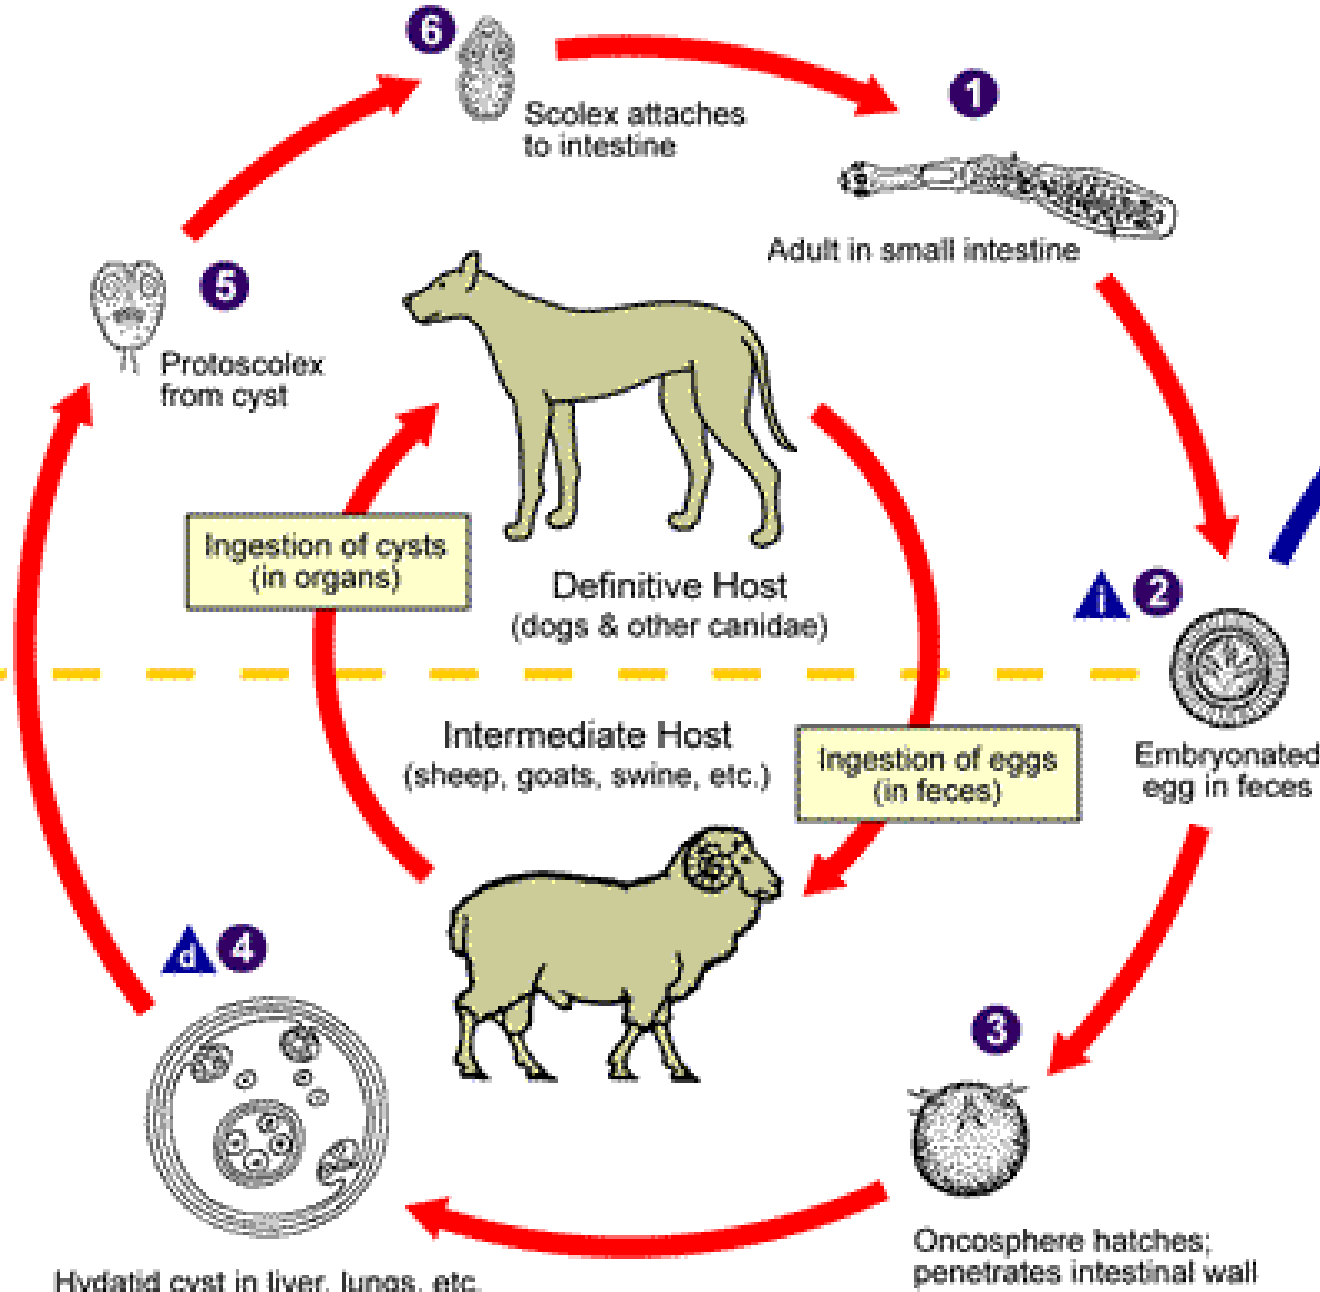 6
Scolex attaches
to intestine
1
Adult in small intestine
5
Protoscolex
from cyst
Ingestion of cysts
(in organs)
Definitive Host
(dogs & other canidae)
i 2
Embryonated
egg in feces
Intermediate Host
(sheep, goats, swine, etc.)
Ingestion of eggs
(in feces)
d 4
3
Oncosphere hatches;
penetrates intestinal wall
Hydatid cyst in liver, lungs, etc.